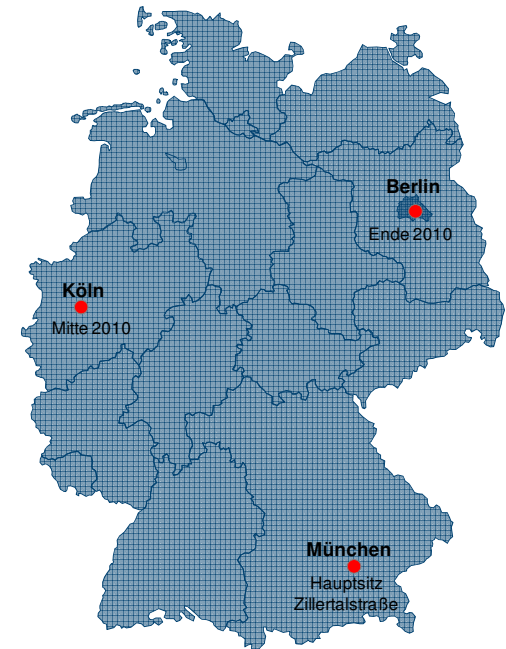 Berlin
Ende 2010
Köln
Mitte 2010
München
Hauptsitz
Zillertalstraße